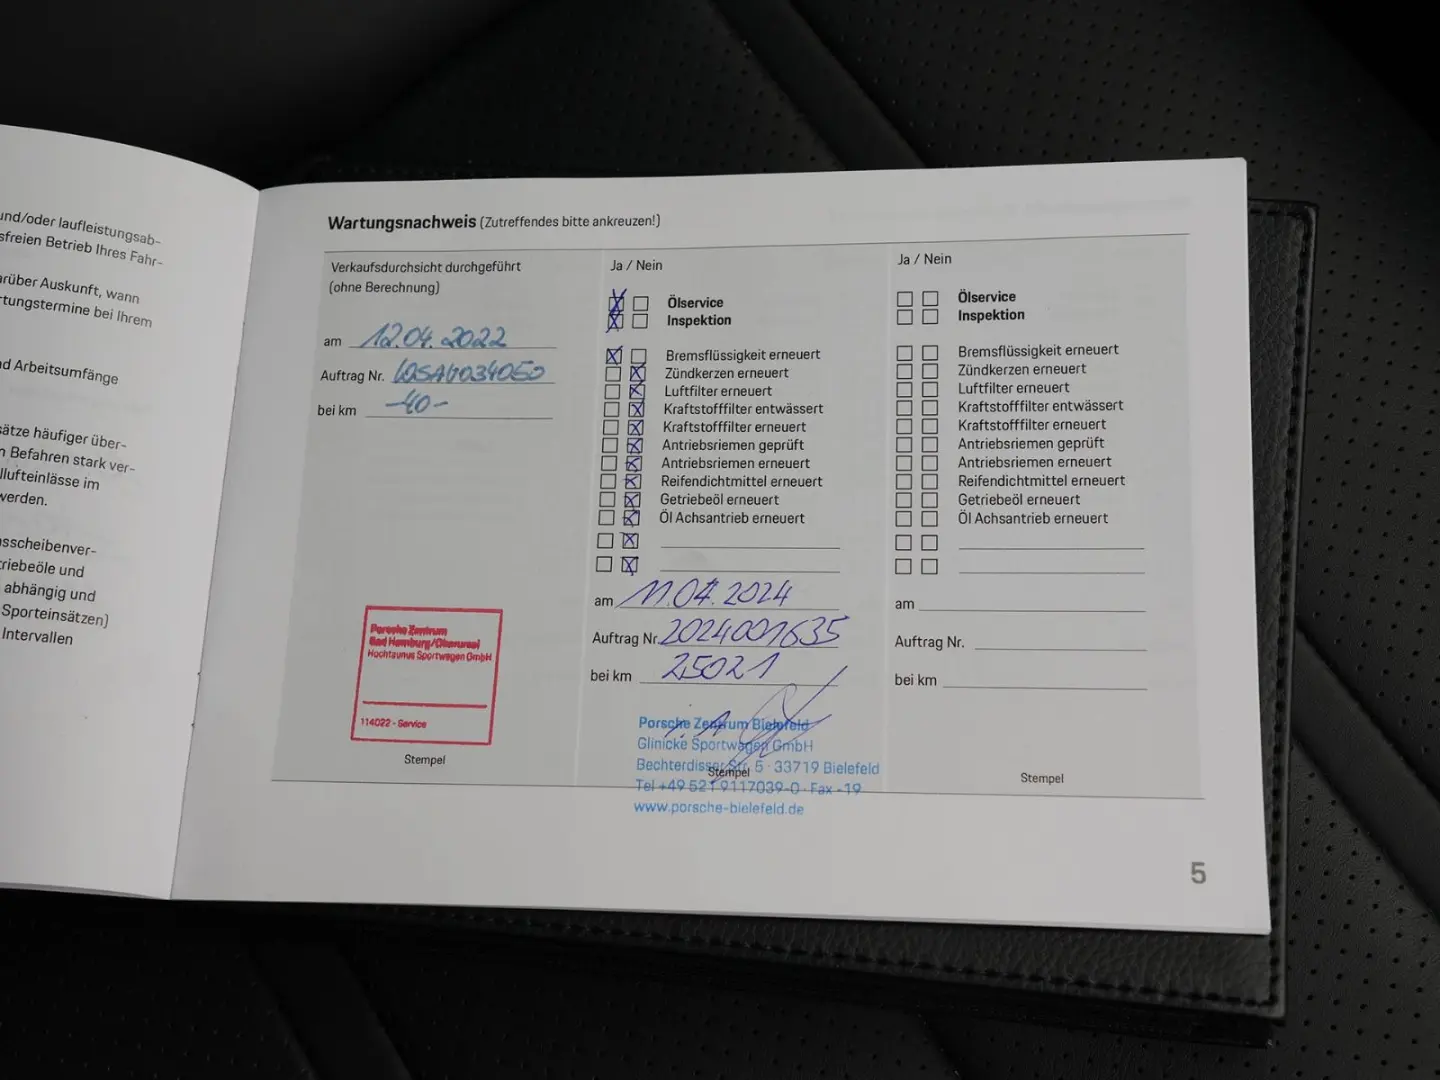 und/oder laufleistungsab-
sfreien Betrieb Ihres Fahr-
arüber Auskunft, wann
rtungstermine bei Ihrem
d Arbeitsumfänge
sätze häufiger über-
n Befahren stark ver-
llufteinlässe im
werden.
sscheibenver-
riebeöle und
abhängig und
Sporteinsätzen)
Intervallen
Wartungsnachweis (Zutreffendes bitte ankreuzen!)
Verkaufsdurchsicht durchgeführt
(ohne Berechnung)
am 12.04.2022
Auftrag Nr.
bei km -40-
Porsche Zentrum
Bad Homburg/Oberursel
Hochtaunus Sportwagen GmbH
114022 - Service
Stempel
Ja / Nein
Ölservice
Inspektion
Bremsflüssigkeit erneuert
Zündkerzen erneuert
Luftfilter erneuert
Kraftstofffilter entwässert
Kraftstofffilter erneuert
Antriebsriemen geprüft
Antriebsriemen erneuert
Reifendichtmittel erneuert
Getriebeöl erneuert
Öl Achsantrieb erneuert
am 11.04.2024
Auftrag Nr. 2024001635
bei km 25021
i. A.
Porsche Zentrum Bielefeld
Glinicke Sportwagen GmbH
Bechterdisser Str. 5 · 33719 Bielefeld
Stempel
Tel +49 521 9117039-0 · Fax -19
www.porsche-bielefeld.de
Ja / Nein
Ölservice
Inspektion
Bremsflüssigkeit erneuert
Zündkerzen erneuert
Luftfilter erneuert
Kraftstofffilter entwässert
Kraftstofffilter erneuert
Antriebsriemen geprüft
Antriebsriemen erneuert
Reifendichtmittel erneuert
Getriebeöl erneuert
Öl Achsantrieb erneuert
am
Auftrag Nr.
bei km
Stempel
5